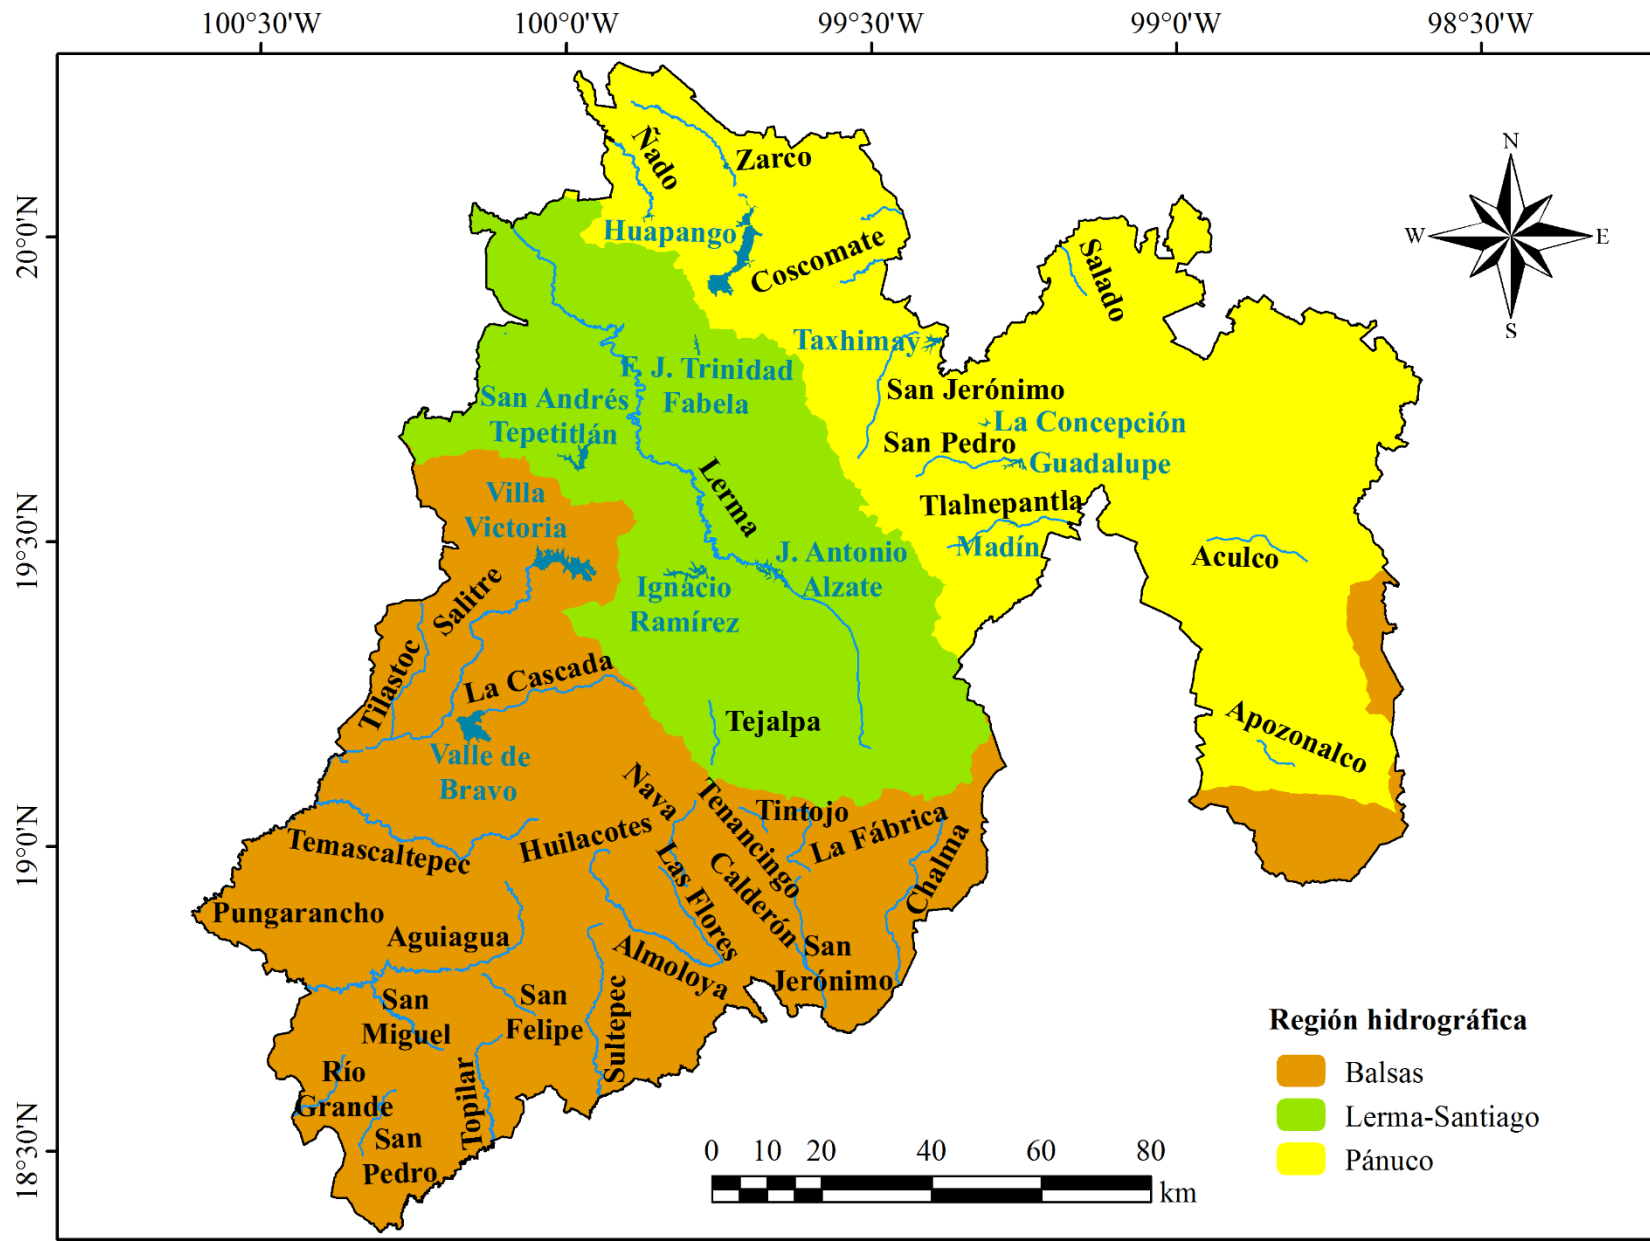 100°30'W
100°0'W
99°30'W
99°0'W
98°30'W
20°0'N
19°30'N
19°0'N
18°30'N
N
W
E
S
Ñado
Zarco
Huapango
Coscomate
Salado
Taxhimay
F. J. Trinidad
Fabela
San Andrés
Tepetitlán
San Jerónimo
La Concepción
San Pedro
Guadalupe
Villa
Victoria
Lerma
Tlalnepantla
Madín
J. Antonio
Alzate
Aculco
Ignacio
Ramírez
Salitre
Tilastoc
La Cascada
Tejalpa
Apozonalco
Valle de
Bravo
Nava
Tenancingo
Tintojo
La Fábrica
Chalma
Temascaltepec
Huilacotes
Las Flores
Calderón
Pungarancho
Aguiagua
Almoloya
San
Jerónimo
San
Miguel
San
Felipe
Sultepec
Río
Grande
Topilar
San
Pedro
Región hidrográfica
Balsas
Lerma-Santiago
Pánuco
0 10 20 40 60 80
km